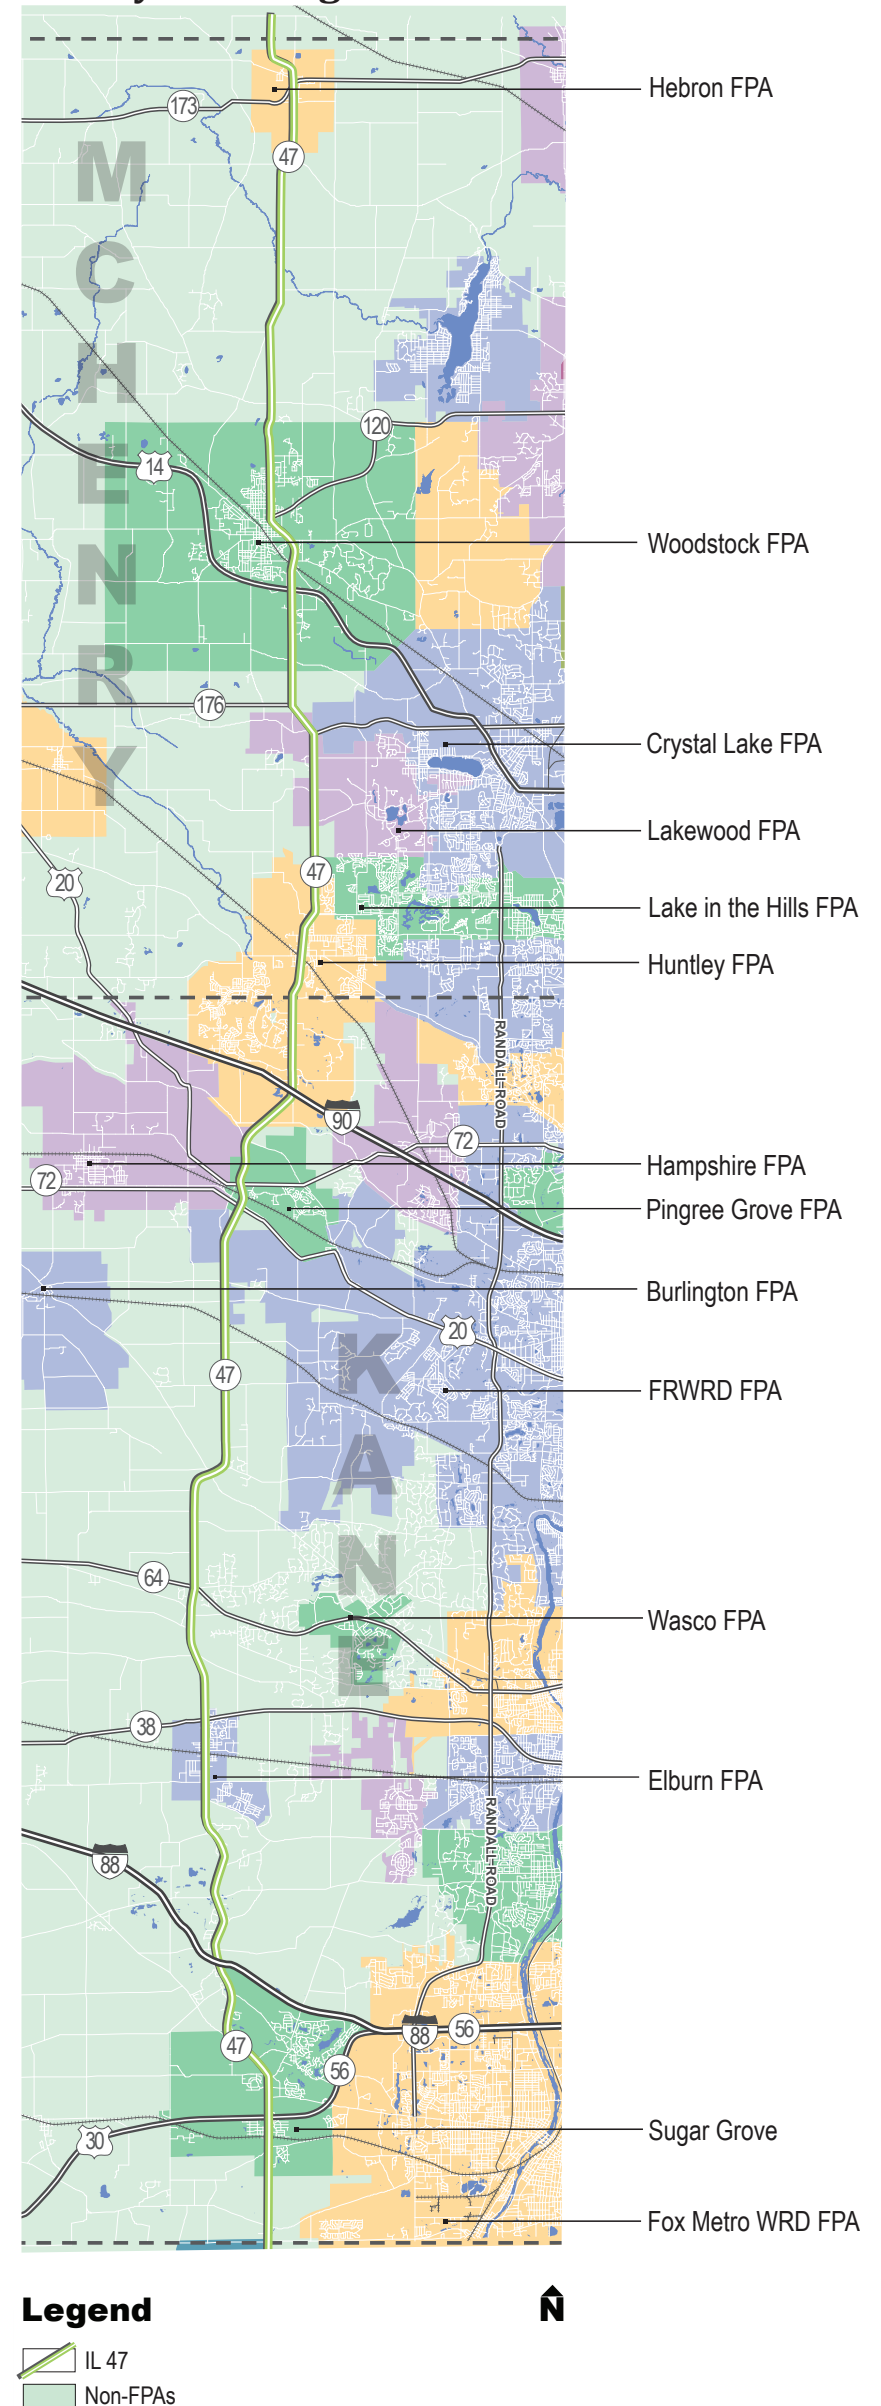 Hebron FPA
173
47
M
C
H
E
N
R
Y
120
14
Woodstock FPA
176
Crystal Lake FPA
Lakewood FPA
47
20
Lake in the Hills FPA
Huntley FPA
RANDALL ROAD
90
72
Hampshire FPA
72
Pingree Grove FPA
Burlington FPA
20
K
A
N
E
47
FRWRD FPA
64
Wasco FPA
38
Elburn FPA
RANDALL ROAD
88
88
56
47
56
30
Sugar Grove
Fox Metro WRD FPA
Legend
N
IL 47
Non-FPAs